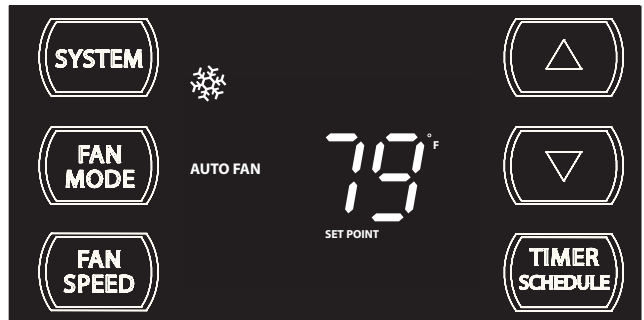 SYSTEM
FAN
MODE
FAN
SPEED
AUTO FAN
79°F
SET POINT
TIMER
SCHEDULE